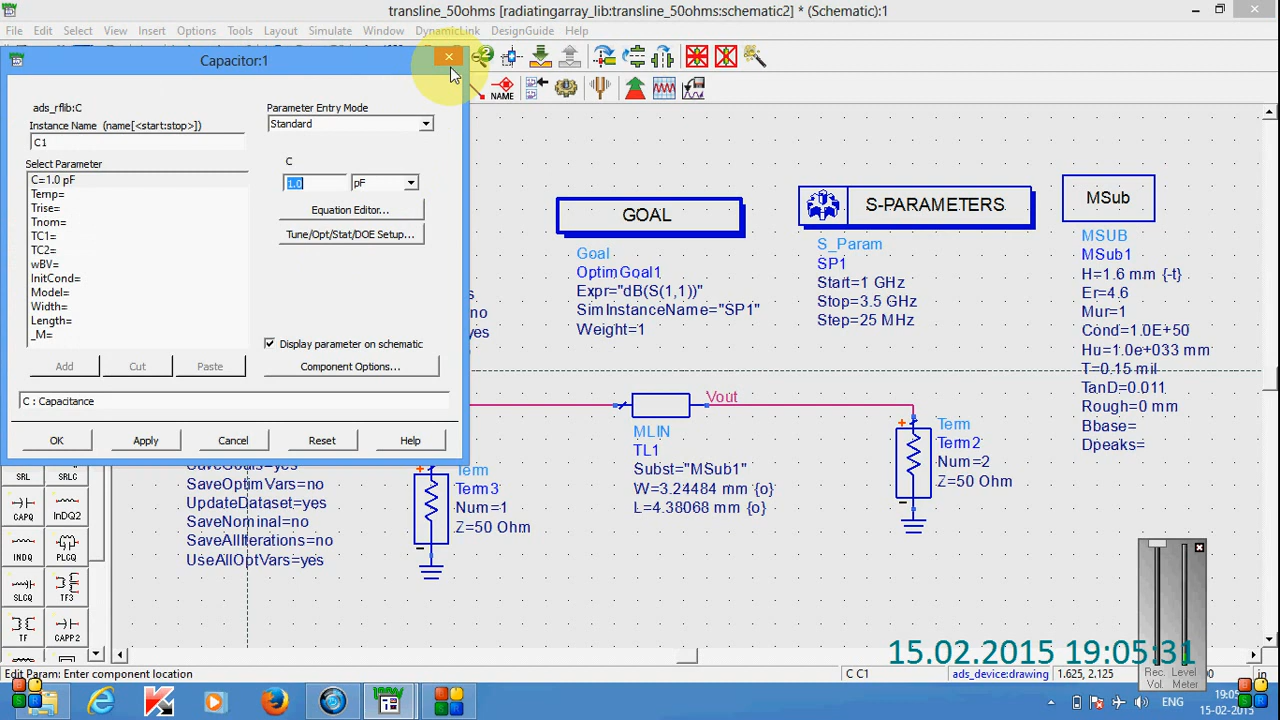 transline_50ohms [radiatingarray_lib:transline_50ohms:schematic2] * (Schematic):1
File Edit Select View Insert Options Tools Layout Simulate Window DynamicLink DesignGuide Help
Capacitor:1
ads_rflib:C
Instance Name (name[<start:stop>])
C1
Select Parameter
C=1.0 pF
Temp=
Trise=
Tnom=
TC1=
TC2=
wBV=
InitCond=
Model=
Width=
Length=
_M=
Add Cut Paste
Parameter Entry Mode
Standard
C
1.0 pF
Equation Editor...
Tune/Opt/Stat/DOE Setup...
Display parameter on schematic
Component Options...
C : Capacitance
OK Apply Cancel Reset Help
NAME
GOAL
Goal
OptimGoal1
Expr="dB(S(1,1))"
SimInstanceName="SP1"
Weight=1
S-PARAMETERS
S_Param
SP1
Start=1 GHz
Stop=3.5 GHz
Step=25 MHz
MSub
MSUB
MSub1
H=1.6 mm {-t}
Er=4.6
Mur=1
Cond=1.0E+50
Hu=1.0e+033 mm
T=0.15 mil
TanD=0.011
Rough=0 mm
Bbase=
Dpeaks=
no
yes
SaveOptimVars=no
UpdateDataset=yes
SaveNominal=no
SaveAllIterations=no
UseAllOptVars=yes
Term
Term3
Num=1
Z=50 Ohm
Vout
MLIN
TL1
Subst="MSub1"
W=3.24484 mm {o}
L=4.38068 mm {o}
Term
Term2
Num=2
Z=50 Ohm
SRL SRLC
CAPQ InDQ2
INDQ PLCQ
SLCQ TF3
TF CAPP2
15.02.2015 19:05:31
Rec. Vol. Level Meter
Edit Param: Enter component location
C C1
ads_device:drawing
1.625, 2.125
in
ENG
15-02-2015